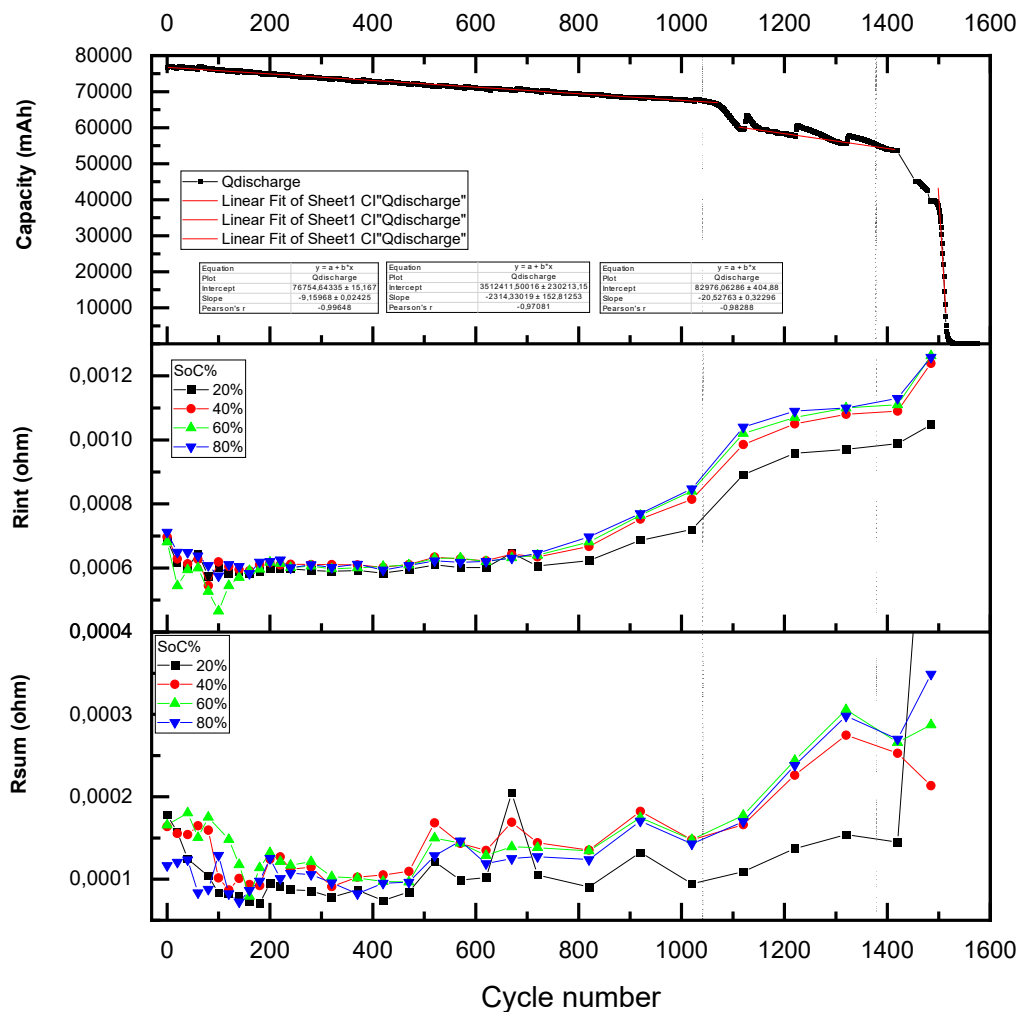 0 200 400 600 800 1000 1200 1400 1600
80000
70000
60000
50000
40000
30000
20000
10000
Capacity (mAh)
Qdischarge
Linear Fit of Sheet1 CI"Qdischarge"
Linear Fit of Sheet1 CI"Qdischarge"
Linear Fit of Sheet1 CI"Qdischarge"
Equation y = a + b*x
Plot Qdischarge
Intercept 76754,64335 ± 15,167
Slope -9,15968 ± 0,02425
Pearson's r -0,99648
Equation y = a + b*x
Plot Qdischarge
Intercept 3512411,50016 ± 230213,15
Slope -2314,33019 ± 152,81253
Pearson's r -0,97081
Equation y = a + b*x
Plot Qdischarge
Intercept 82976,06286 ± 404,88
Slope -20,52763 ± 0,32296
Pearson's r -0,98288
0,0012
0,0010
0,0008
0,0006
0,0004
Rint (ohm)
SoC%
20%
40%
60%
80%
0,0004
0,0003
0,0002
0,0001
Rsum (ohm)
SoC%
20%
40%
60%
80%
0 200 400 600 800 1000 1200 1400 1600
Cycle number